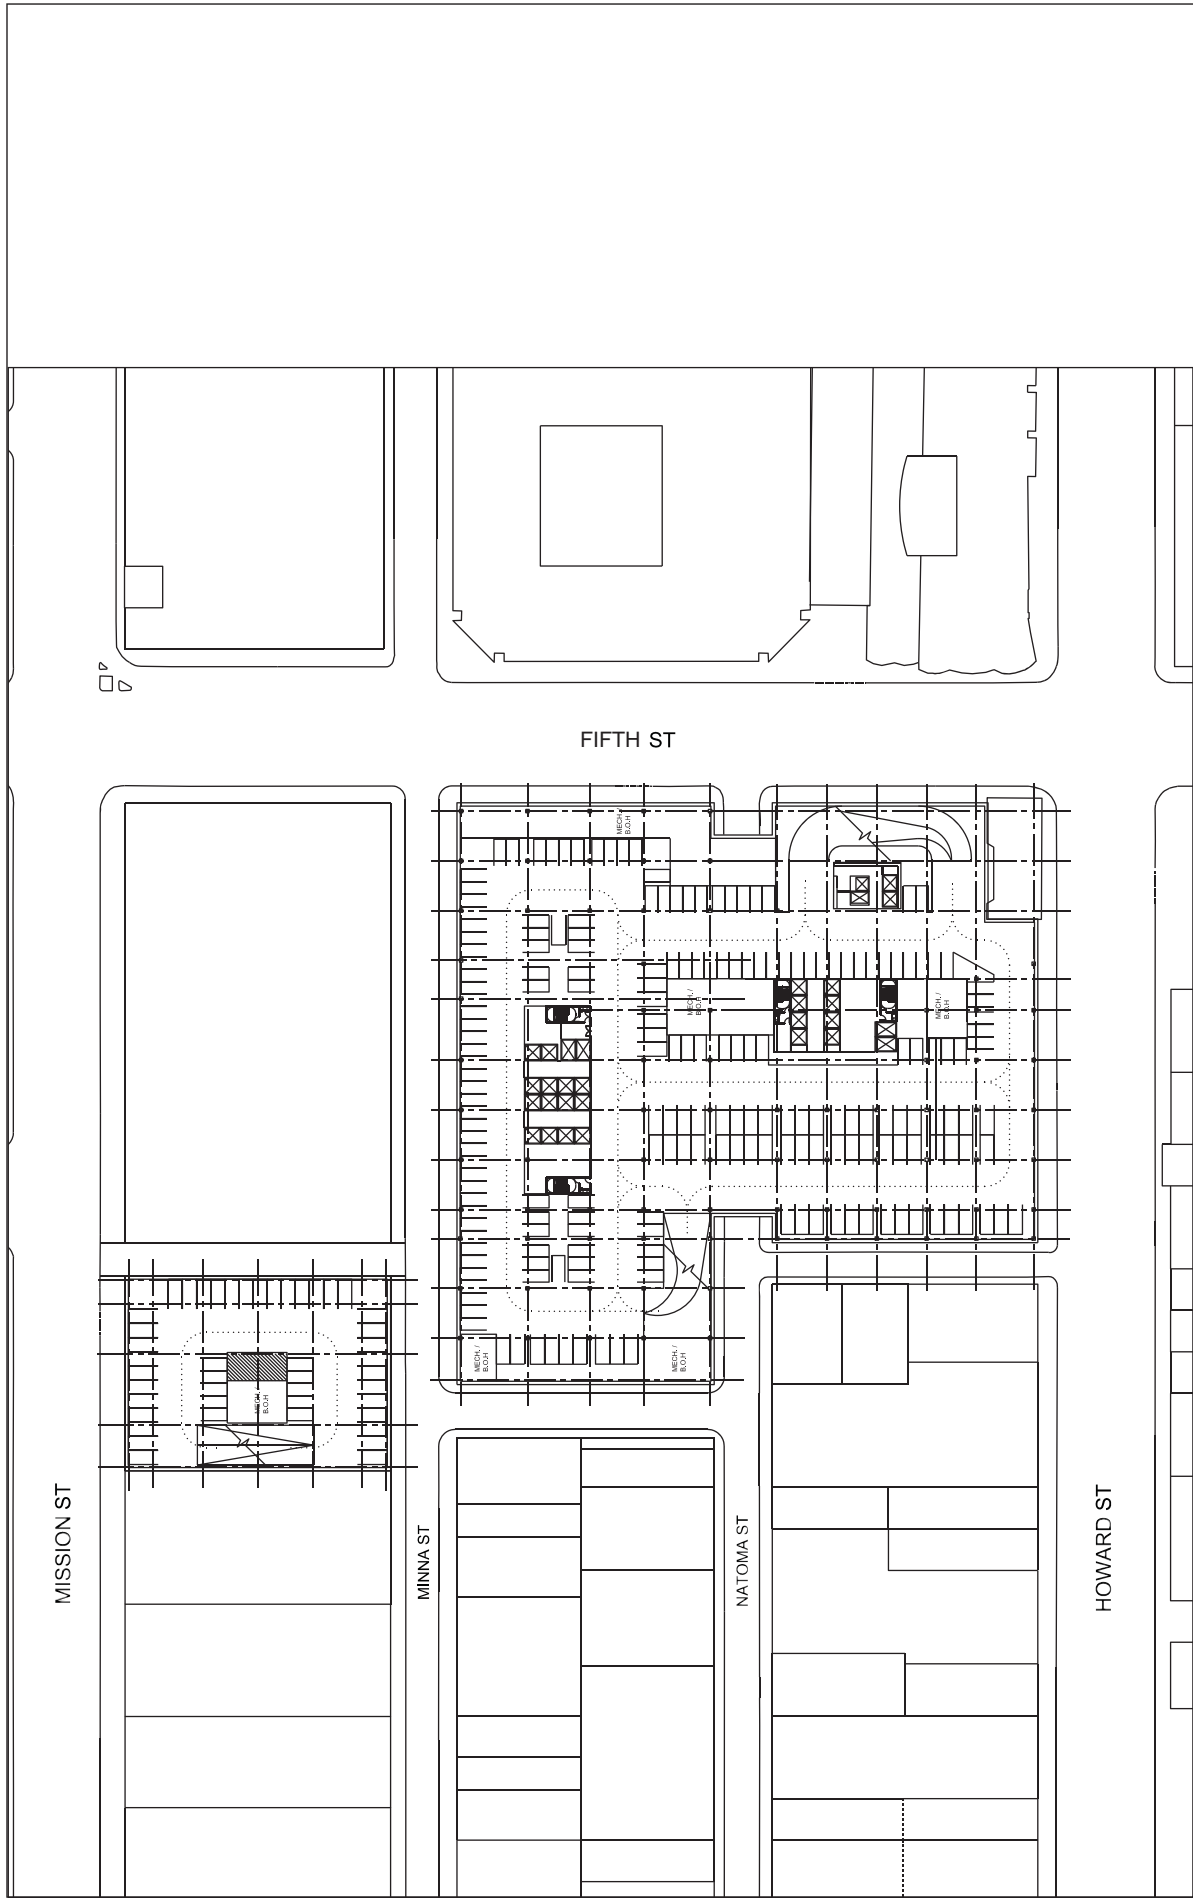 FIFTH ST
MECH./
B.O.H
MECH. /
B.O.H
MECH. /
B.O.H
MECH. /
B.O.H
MECH. /
B.O.H
MECH.
B.O.H
MISSION ST
MINNA ST
NATOMA ST
HOWARD ST